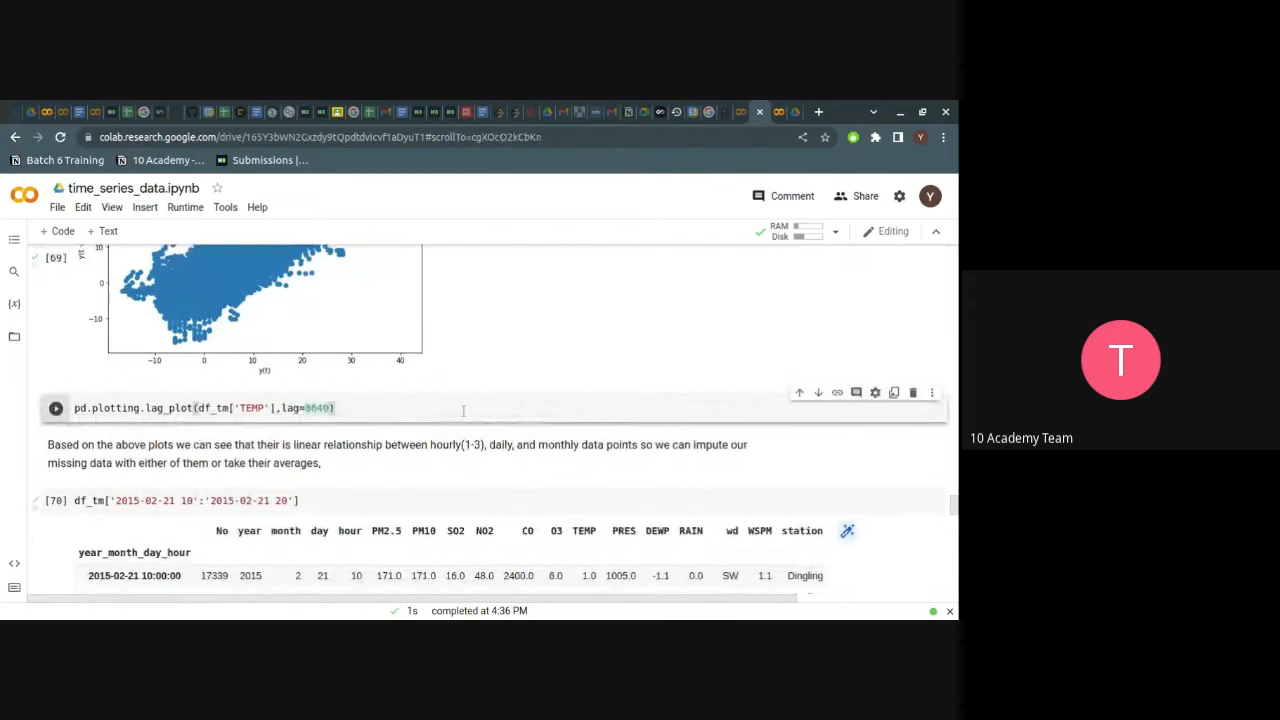 colab.research.google.com/drive/165Y3bWN2Gxzdy9tQpdtdvIcvf1aDyuT1#scrollTo=cgXOcO2kCbKn
Batch 6 Training
10 Academy -...
Submissions |...
time_series_data.ipynb
Comment
Share
Y
File Edit View Insert Runtime Tools Help
+ Code + Text
RAM
Disk
Editing
[69]
10
0
−10
−10 0 10 20 30 40
y(t)
pd.plotting.lag_plot(df_tm['TEMP'],lag=8640)
Based on the above plots we can see that their is linear relationship between hourly(1-3), daily, and monthly data points so we can impute our
missing data with either of them or take their averages,
[70] df_tm['2015-02-21 10':'2015-02-21 20']
No year month day hour PM2.5 PM10 SO2 NO2 CO O3 TEMP PRES DEWP RAIN wd WSPM station
year_month_day_hour
2015-02-21 10:00:00 17339 2015 2 21 10 171.0 171.0 16.0 48.0 2400.0 6.0 1.0 1005.0 -1.1 0.0 SW 1.1 Dingling
1s completed at 4:36 PM
T
10 Academy Team